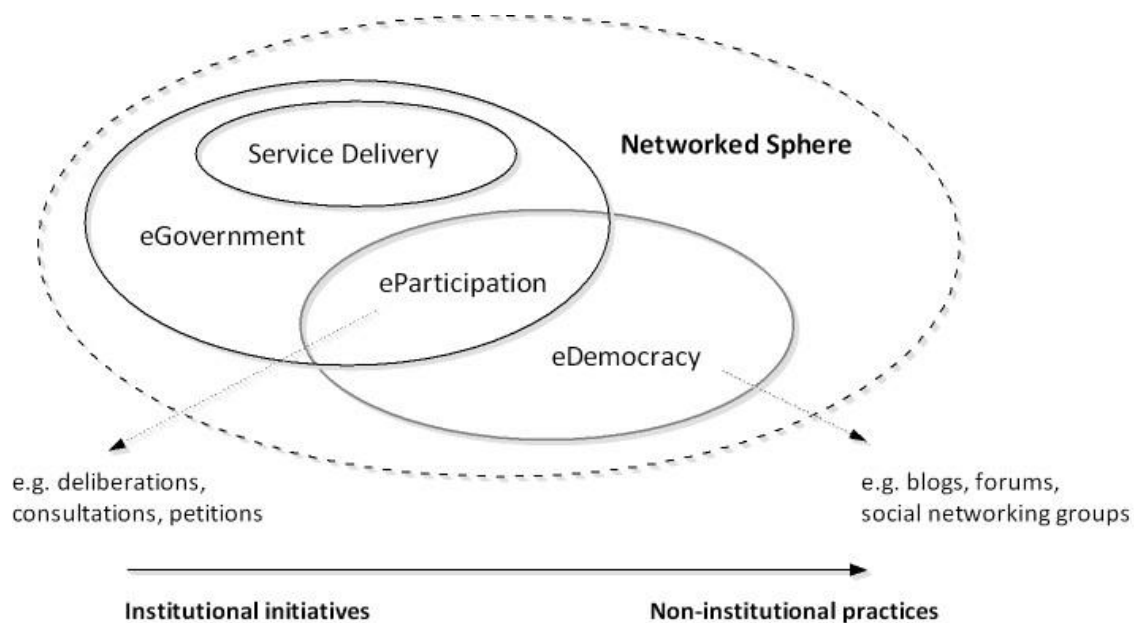 Service Delivery
Networked Sphere
eGovernment
eParticipation
eDemocracy
e.g. deliberations,
consultations, petitions
e.g. blogs, forums,
social networking groups
Institutional initiatives
Non-institutional practices